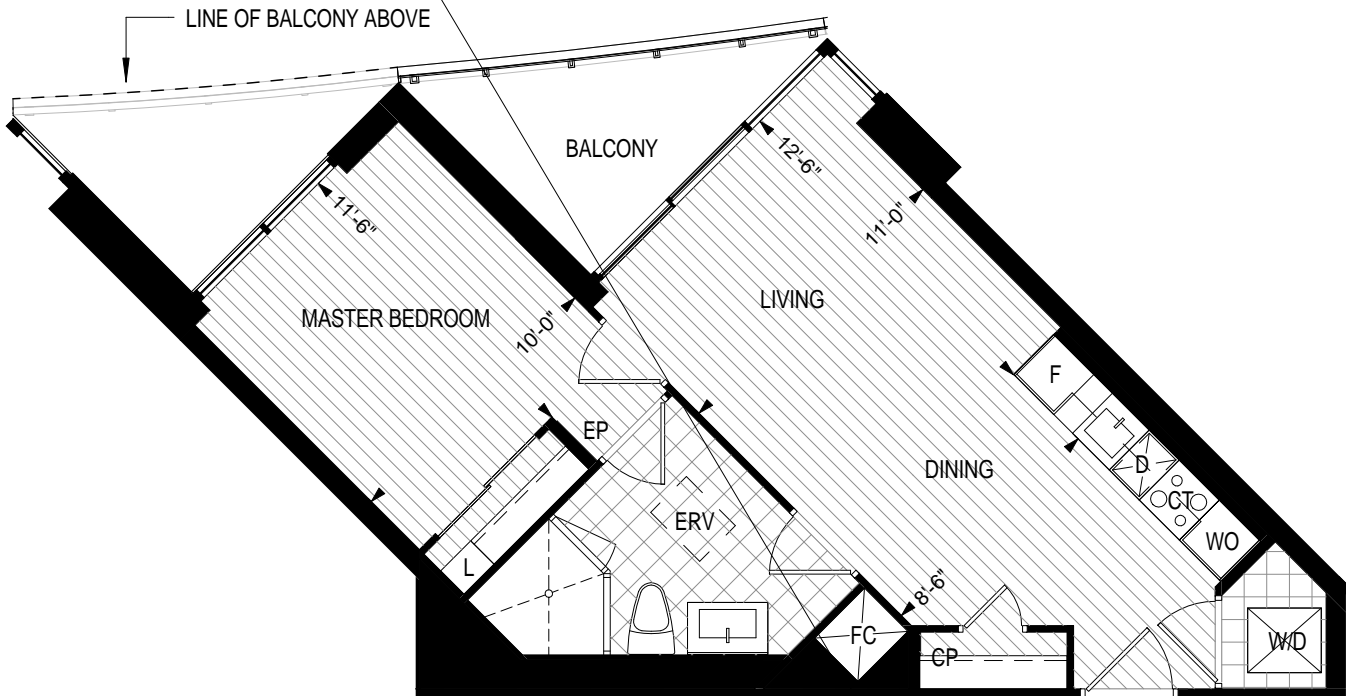 LINE OF BALCONY ABOVE
BALCONY
12'-6"
11'-6"
11'-0"
LIVING
MASTER BEDROOM
10'-0"
F
EP
DINING
D
CT
ERV
WO
L
8'-6"
FC
CP
W/D